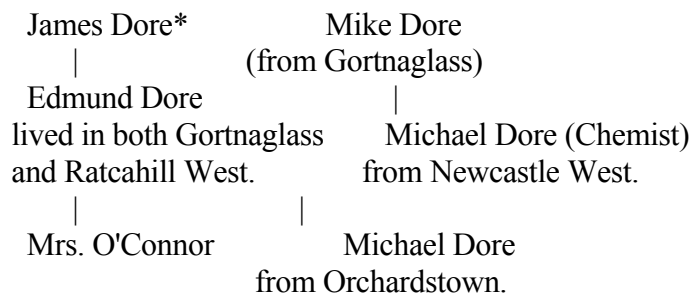 James Dore* Mike Dore
| (from Gortnaglass)
Edmund Dore |
lived in both Gortnaglass Michael Dore (Chemist)
and Ratcahill West. from Newcastle West.
| |
Mrs. O'Connor Michael Dore
from Orchardstown.